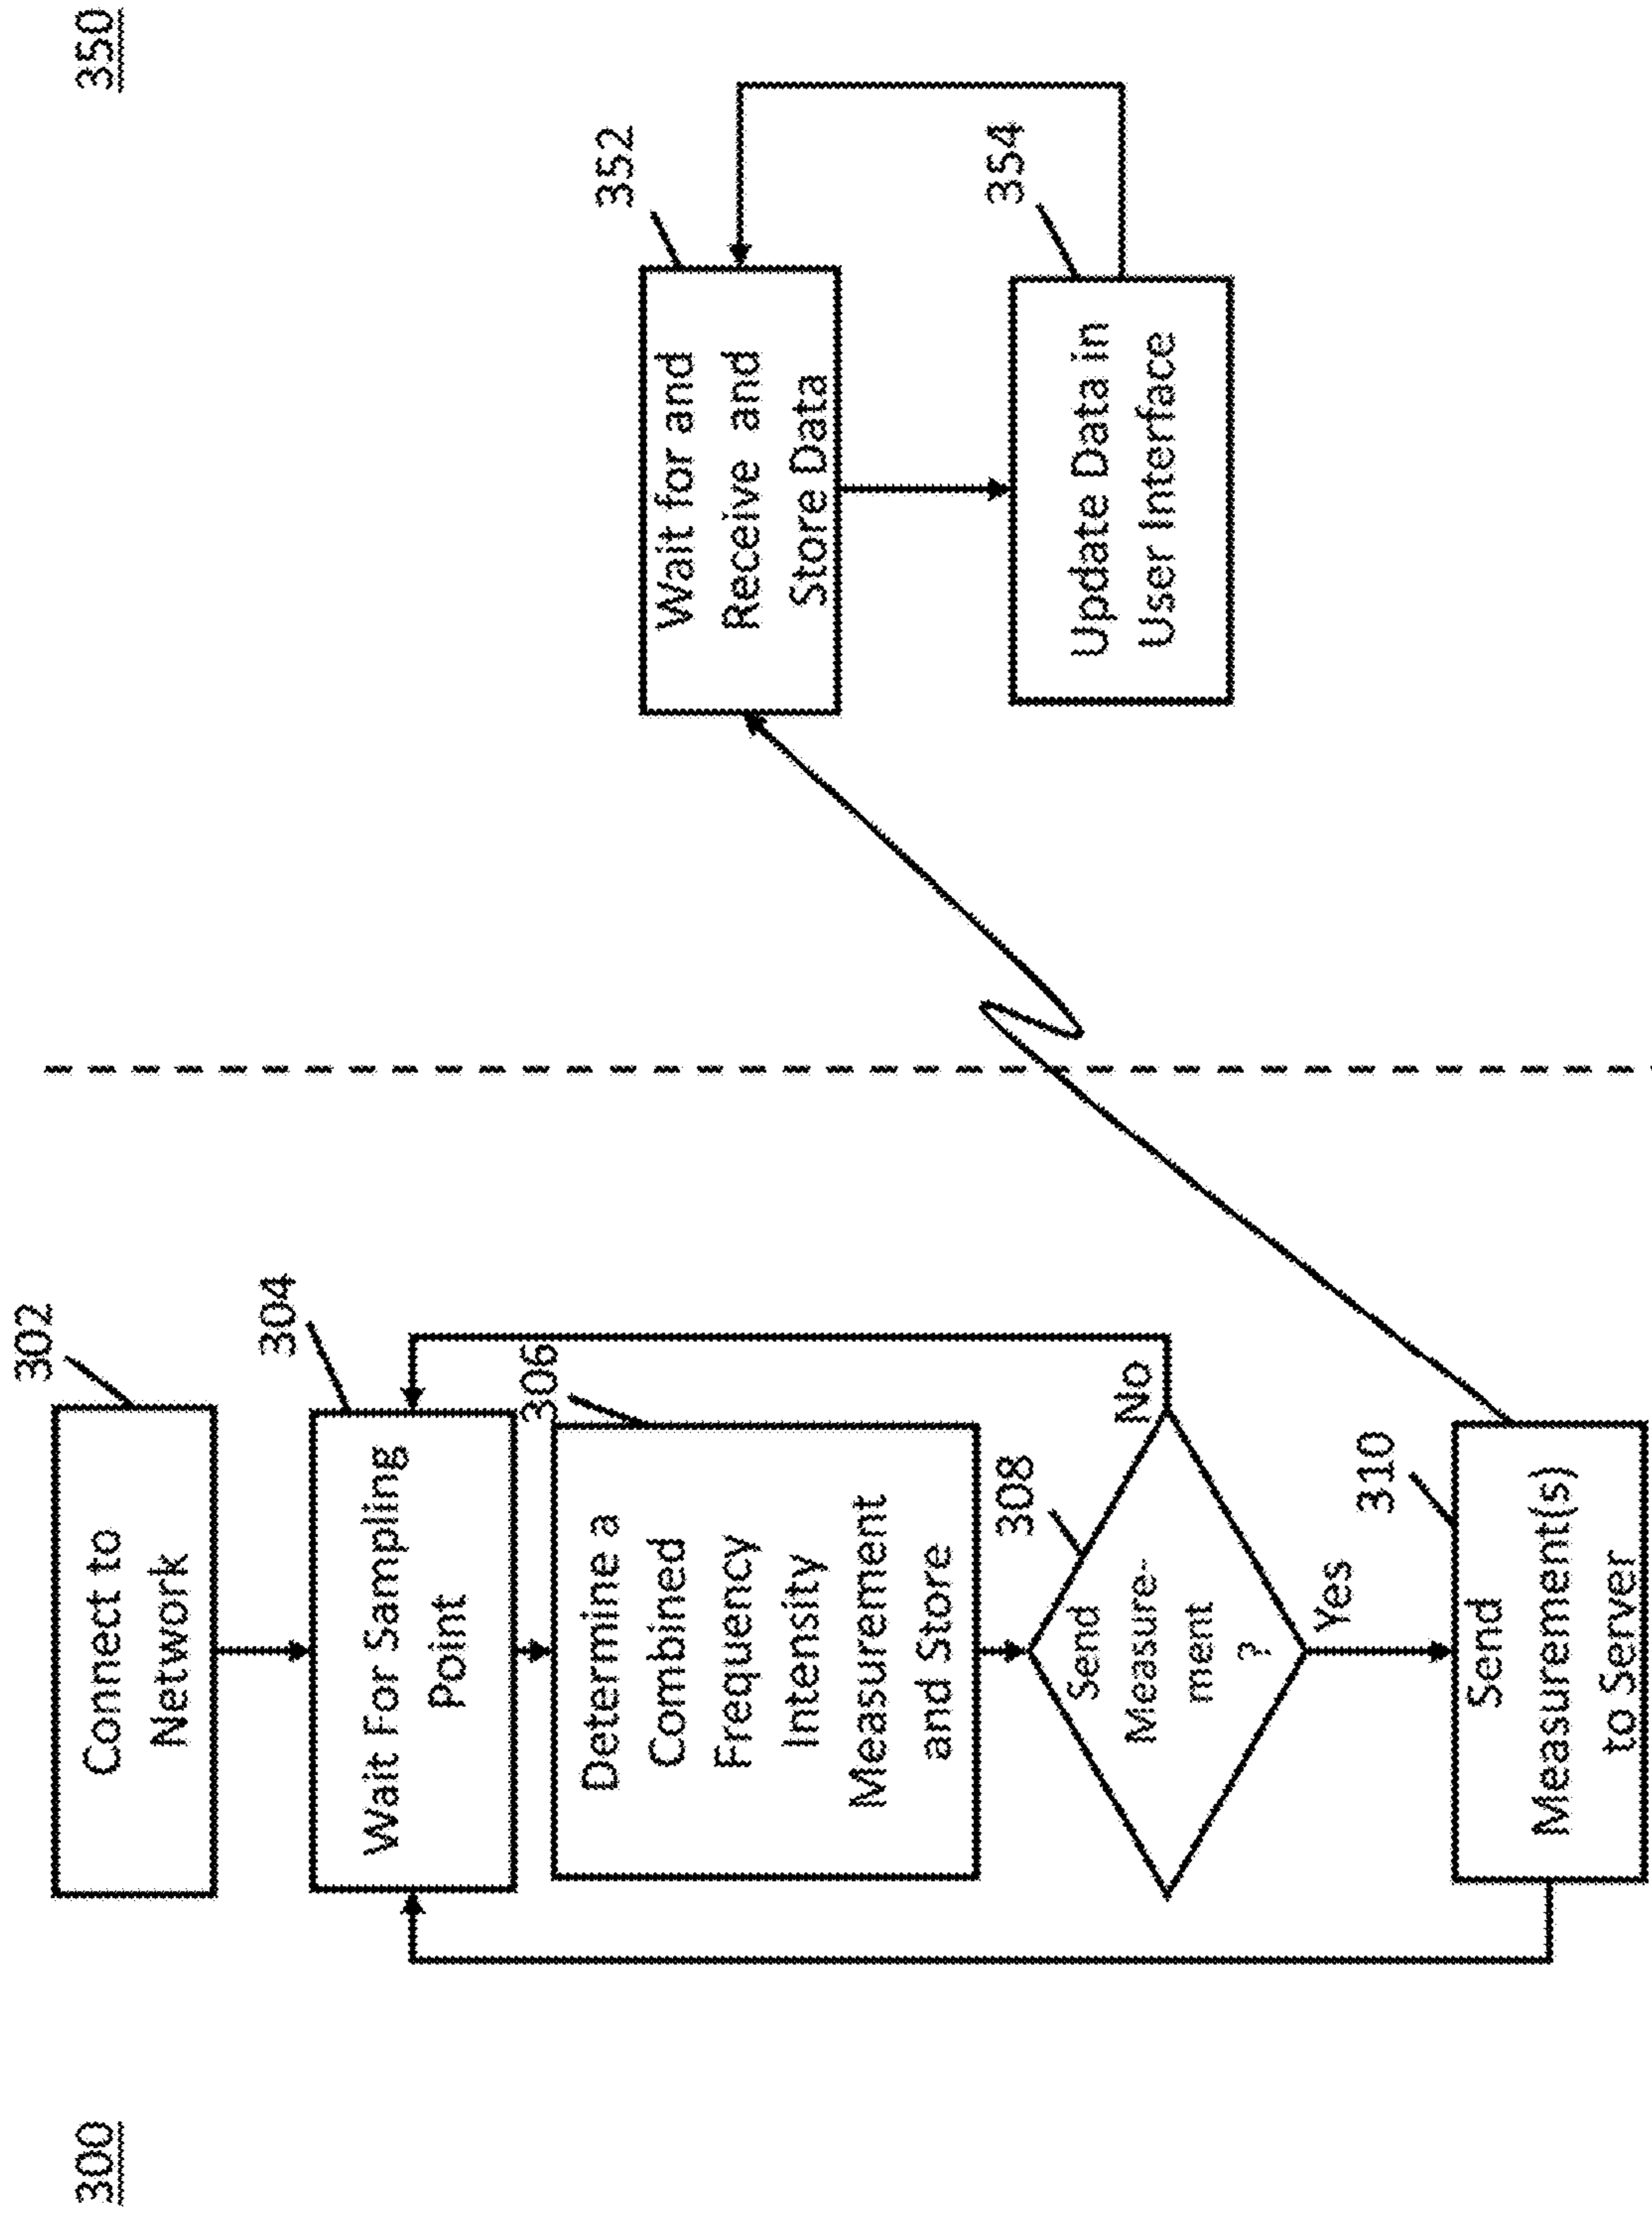 300
302
Connect to
Network
304
Wait For Sampling
Point
306
Determine a
Combined
Frequency
Intensity
Measurement
and Store
308
Send
Measure-
ment
?
No
Yes
310
Send
Measurement(s)
to Server
350
352
Wait for and
Receive and
Store Data
354
Update Data in
User Interface